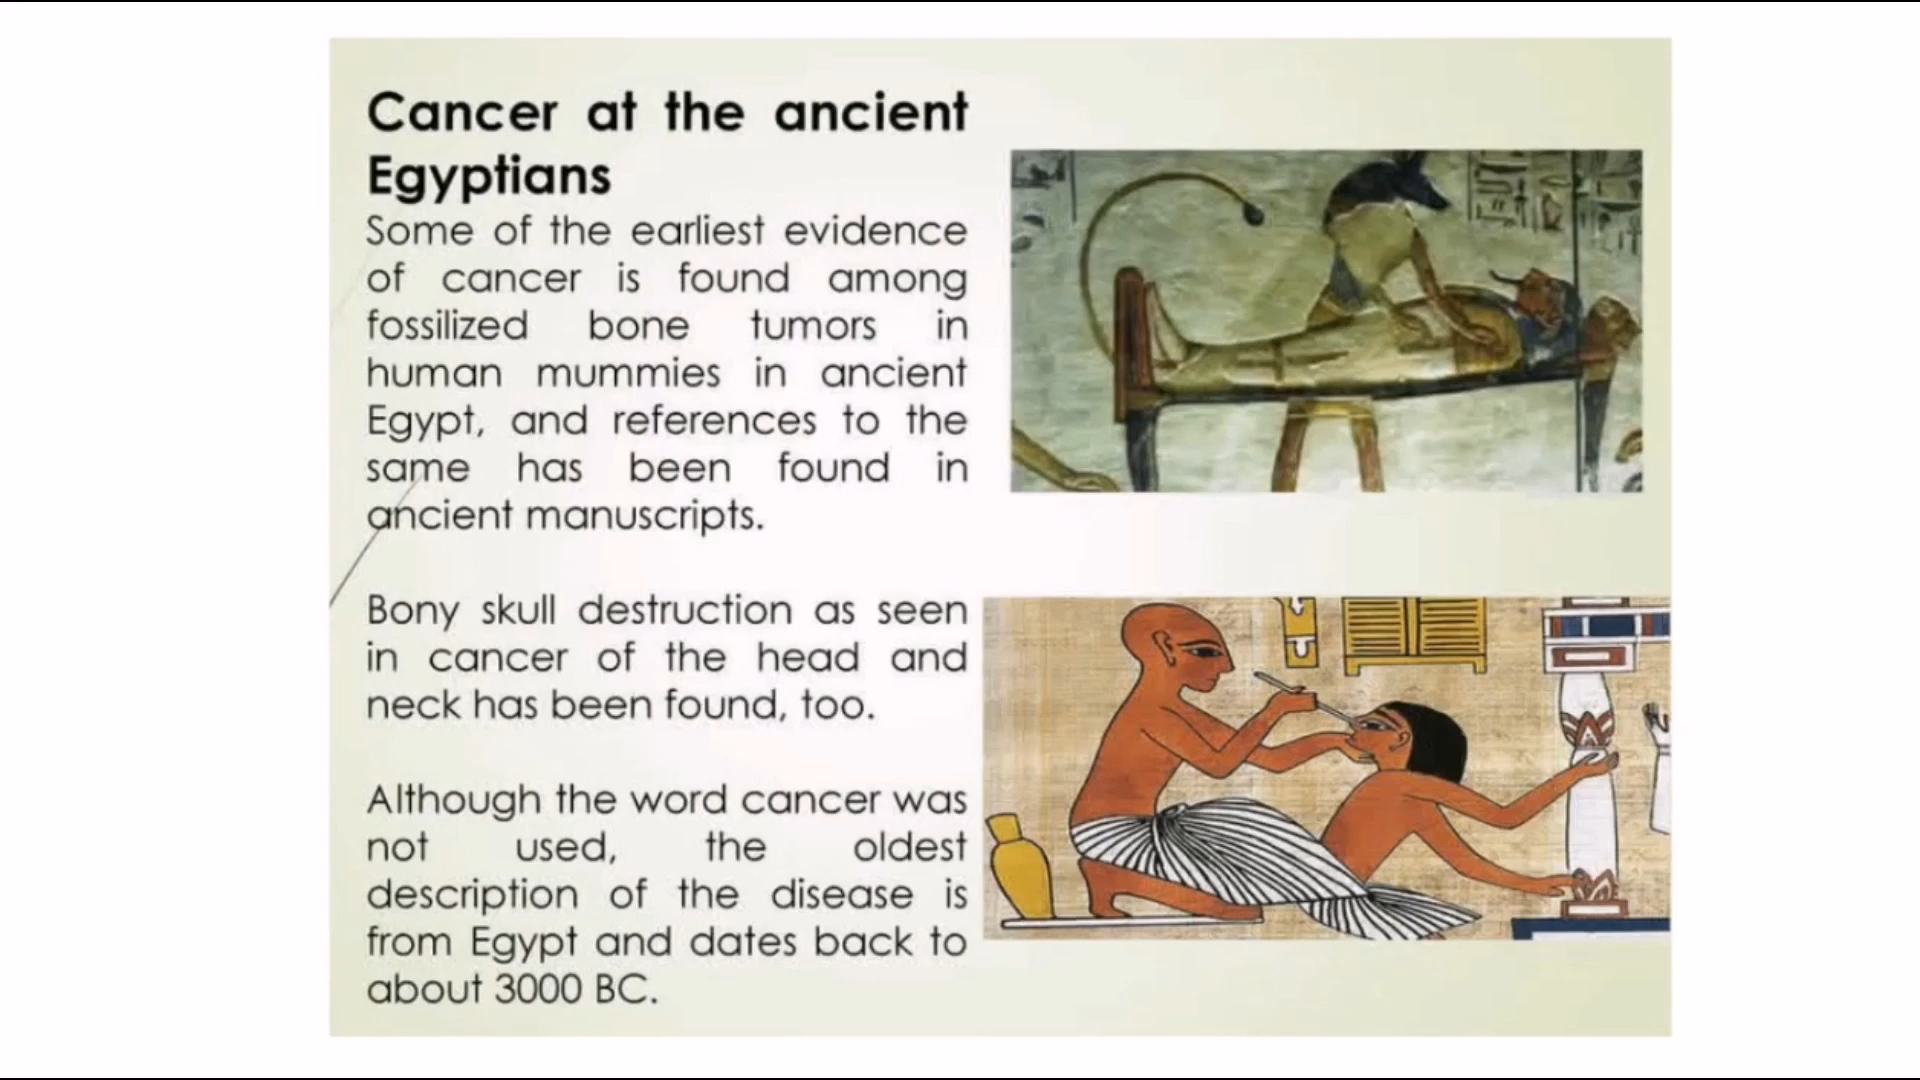 Cancer at the ancient
Egyptians
Some of the earliest evidence
of cancer is found among
fossilized bone tumors in
human mummies in ancient
Egypt, and references to the
same has been found in
ancient manuscripts.
Bony skull destruction as seen
in cancer of the head and
neck has been found, too.
Although the word cancer was
not used, the oldest
description of the disease is
from Egypt and dates back to
about 3000 BC.